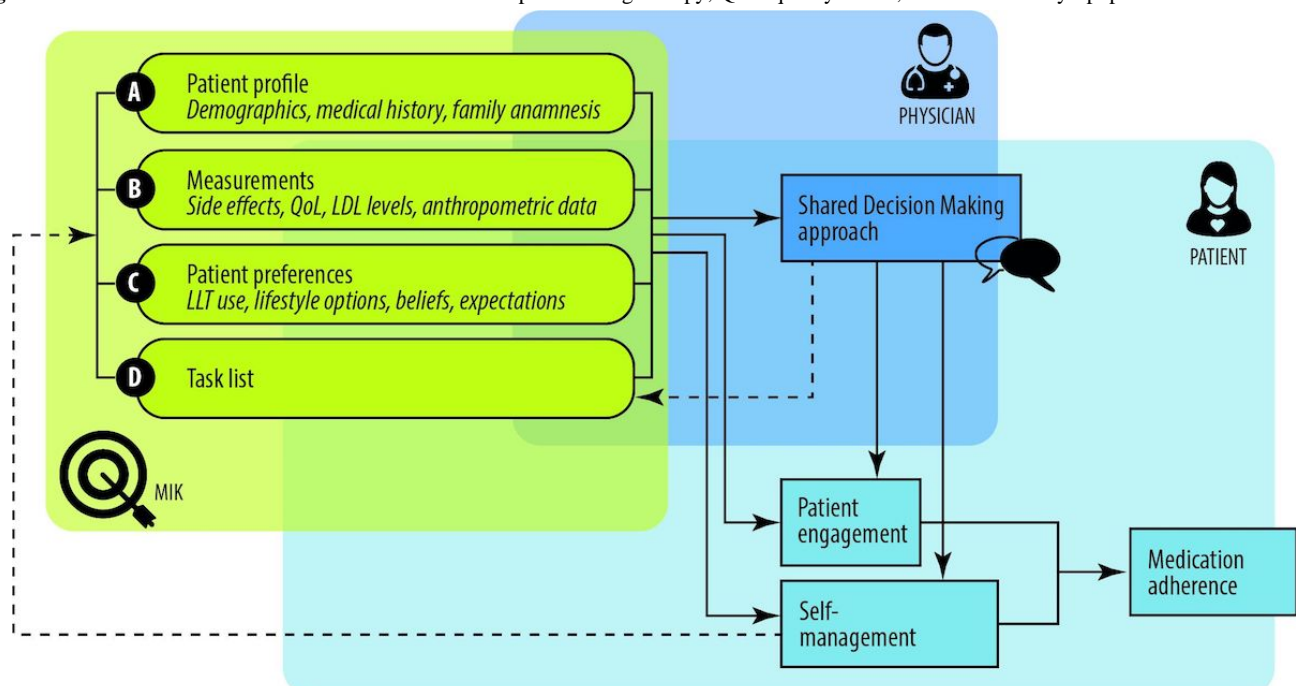 A
Patient profile
Demographics, medical history, family anamnesis
B
Measurements
Side effects, QoL, LDL levels, anthropometric data
C
Patient preferences
LLT use, lifestyle options, beliefs, expectations
D
Task list
MIK
PHYSICIAN
Shared Decision Making
approach
PATIENT
Patient
engagement
Self-
management
Medication
adherence